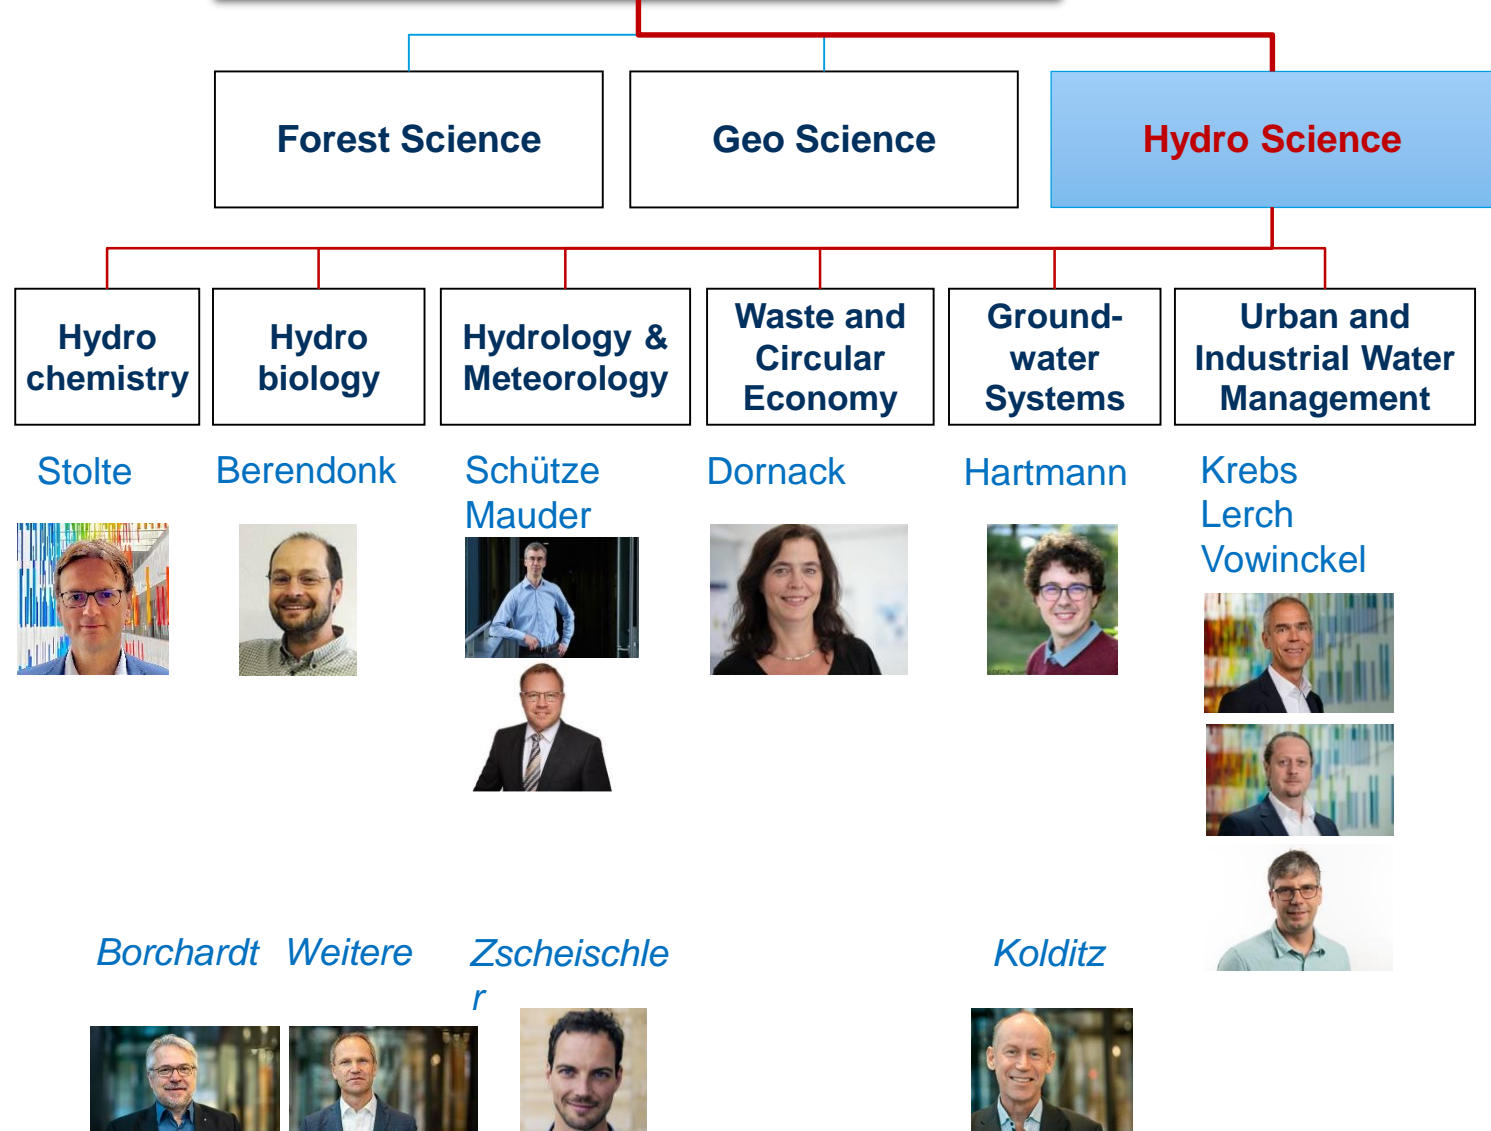 Forest Science
Geo Science
Hydro Science
Hydro
chemistry
Hydro
biology
Hydrology &
Meteorology
Waste and
Circular
Economy
Ground-
water
Systems
Urban and
Industrial Water
Management
Stolte
Berendonk
Schütze
Mauder
Dornack
Hartmann
Krebs
Lerch
Vowinckel
Borchardt
Weitere
Zscheischle
r
Kolditz